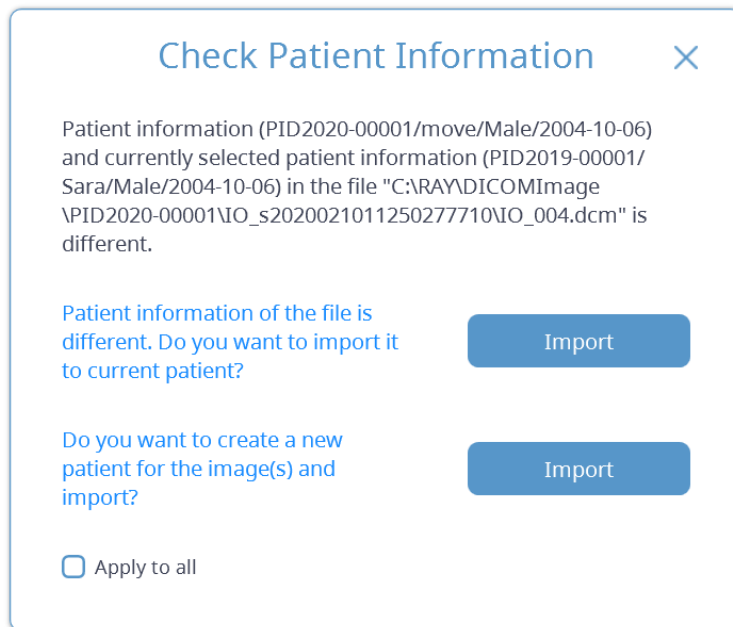 Check Patient Information
Patient information (PID2020-00001/move/Male/2004-10-06)
and currently selected patient information (PID2019-00001/
Sara/Male/2004-10-06) in the file "C:\RAY\DICOMImage
\PID2020-00001\IO_s2020021011250277710\IO_004.dcm" is
different.
Patient information of the file is
different. Do you want to import it
to current patient?
Import
Do you want to create a new
patient for the image(s) and
import?
Import
Apply to all